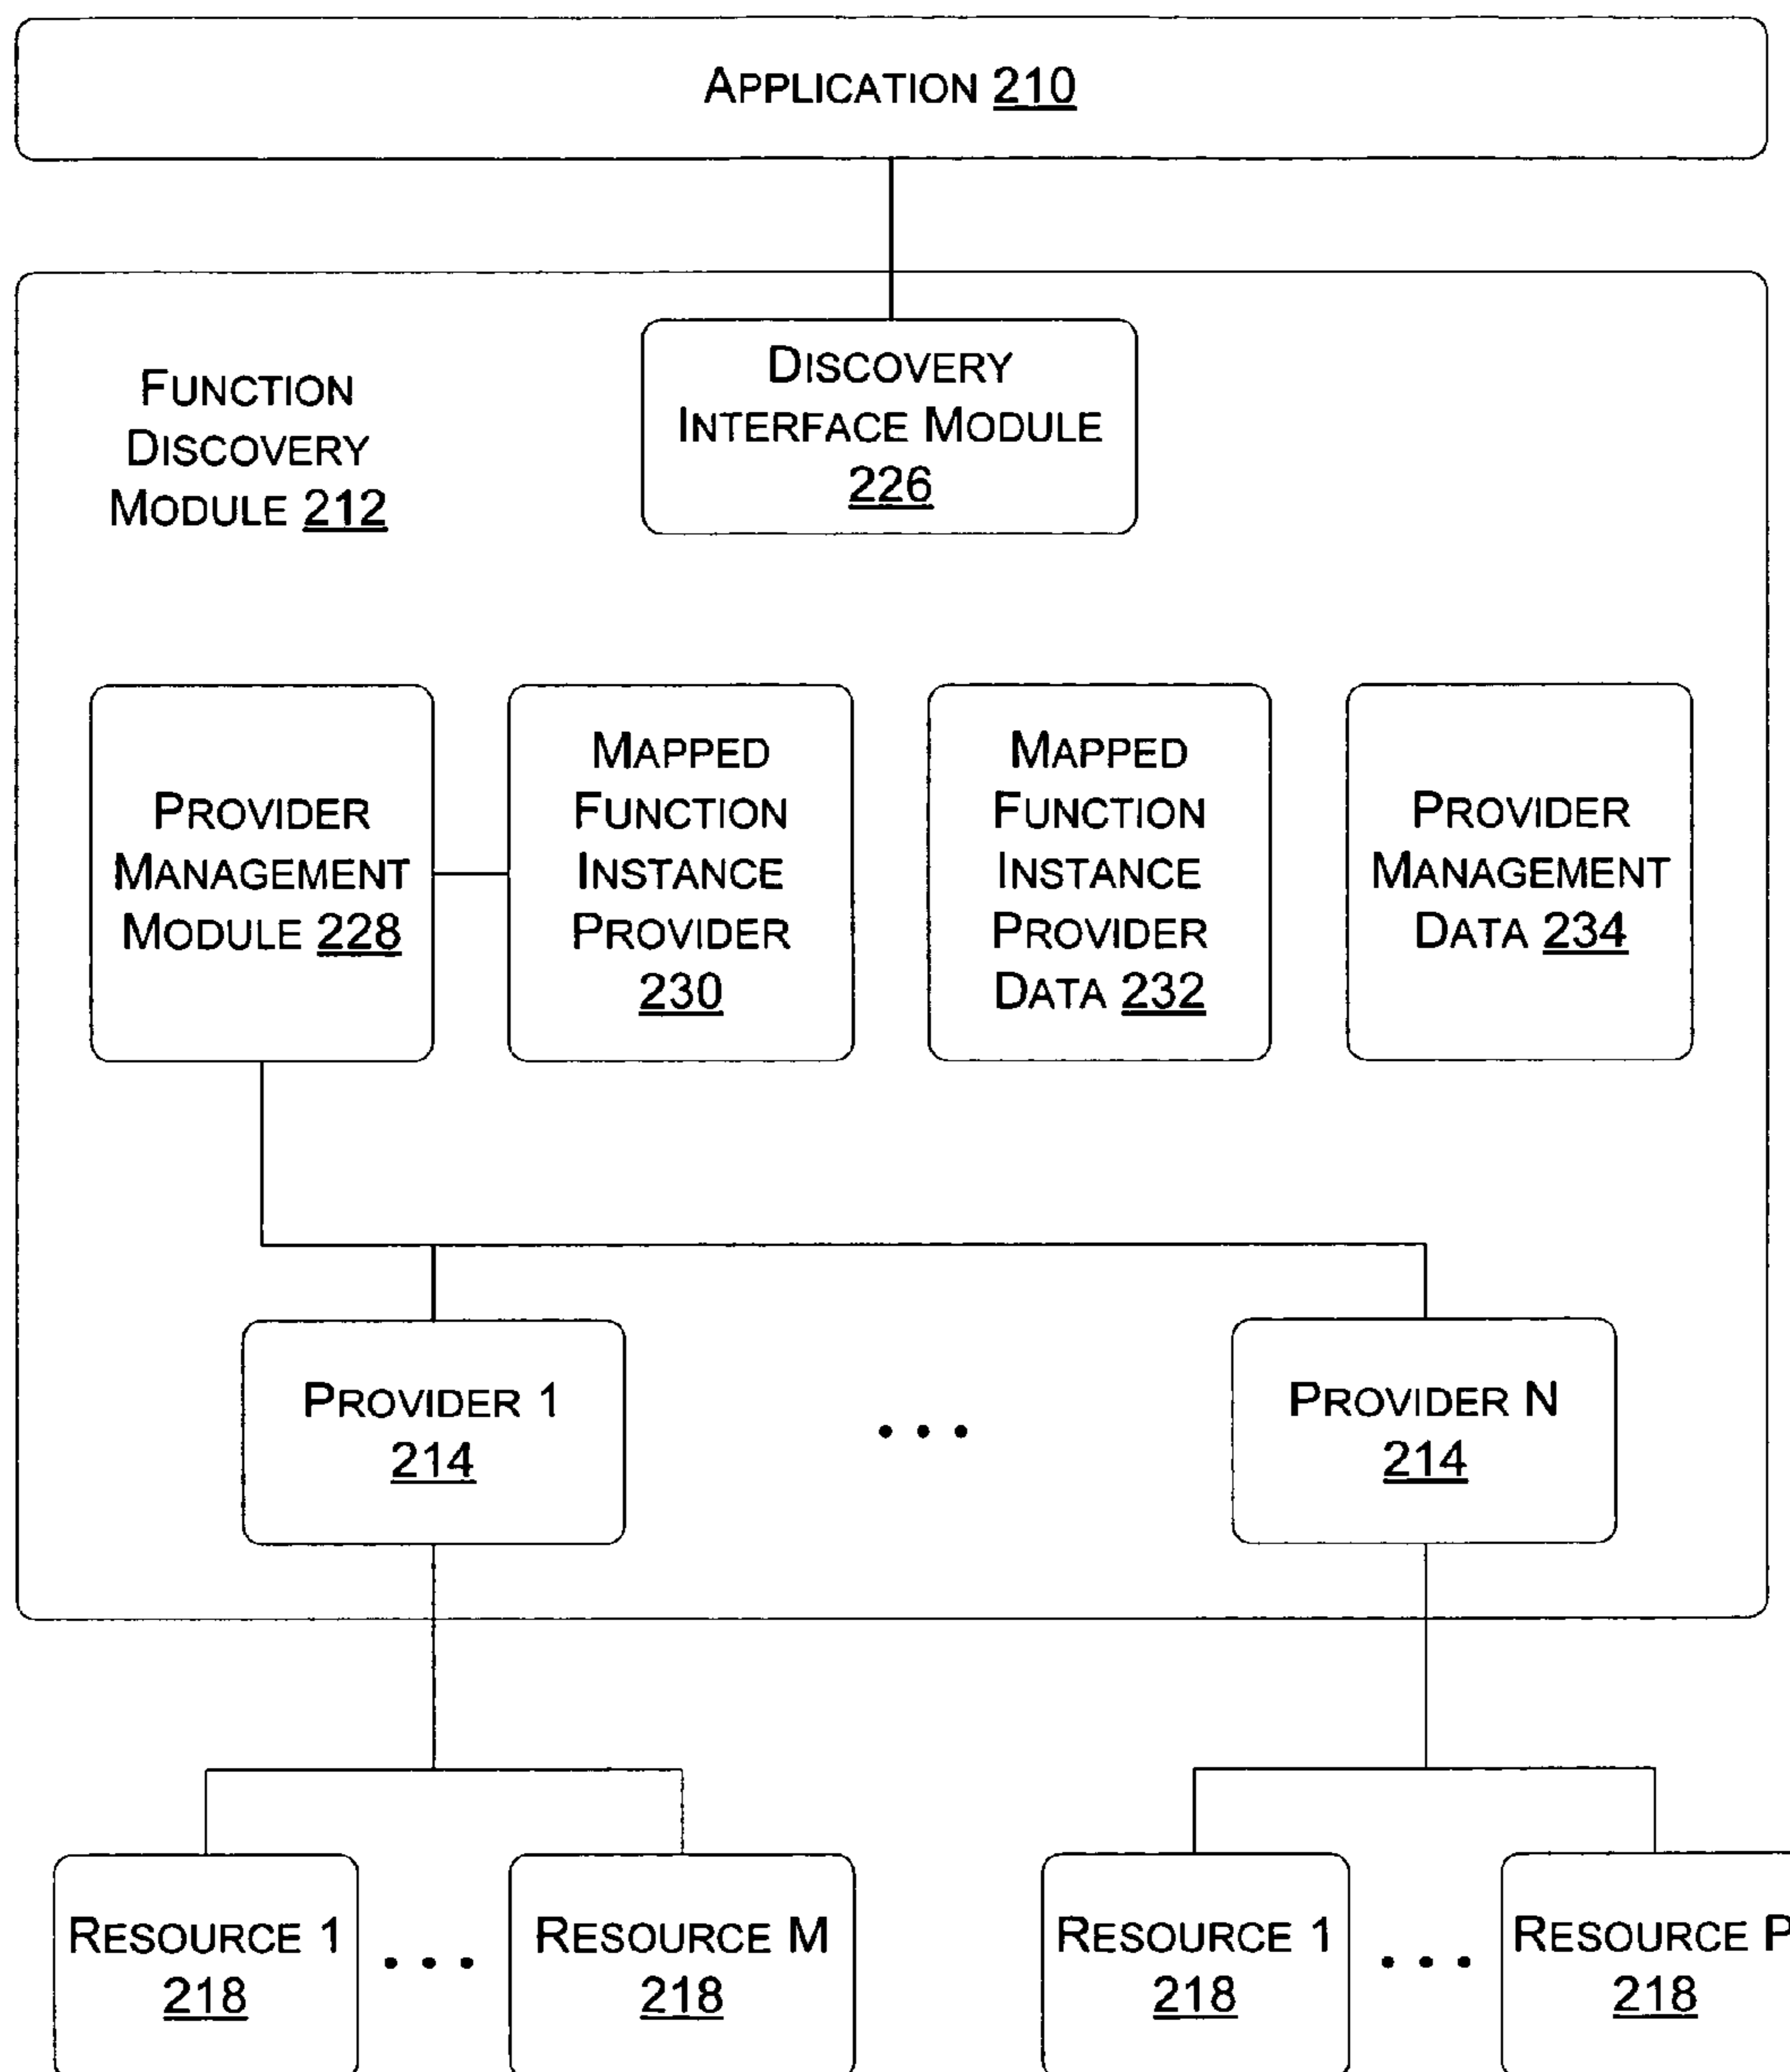 APPLICATION 210
FUNCTION
DISCOVERY
MODULE 212
DISCOVERY
INTERFACE MODULE
226
PROVIDER
MANAGEMENT
MODULE 228
MAPPED
FUNCTION
INSTANCE
PROVIDER
230
MAPPED
FUNCTION
INSTANCE
PROVIDER
DATA 232
PROVIDER
MANAGEMENT
DATA 234
PROVIDER 1
214
• • •
PROVIDER N
214
RESOURCE 1
218
• • •
RESOURCE M
218
RESOURCE 1
218
• • •
RESOURCE P
218